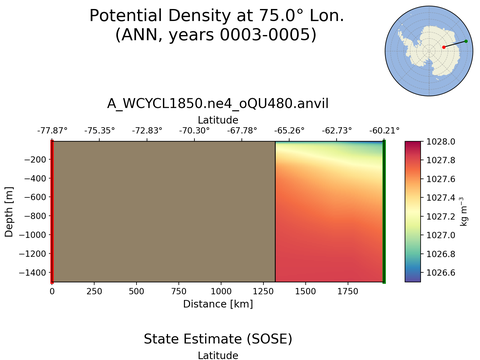 Potential Density at 75.0° Lon.
(ANN, years 0003-0005)
A_WCYCL1850.ne4_oQU480.anvil
Latitude
-77.87° -75.35° -72.83° -70.30° -67.78° -65.26° -62.73° -60.21°
Depth [m]
−200
−400
−600
−800
−1000
−1200
−1400
0 250 500 750 1000 1250 1500 1750
Distance [km]
1028.0
1027.8
1027.6
1027.4
1027.2
1027.0
1026.8
1026.6
kg m⁻³
State Estimate (SOSE)
Latitude